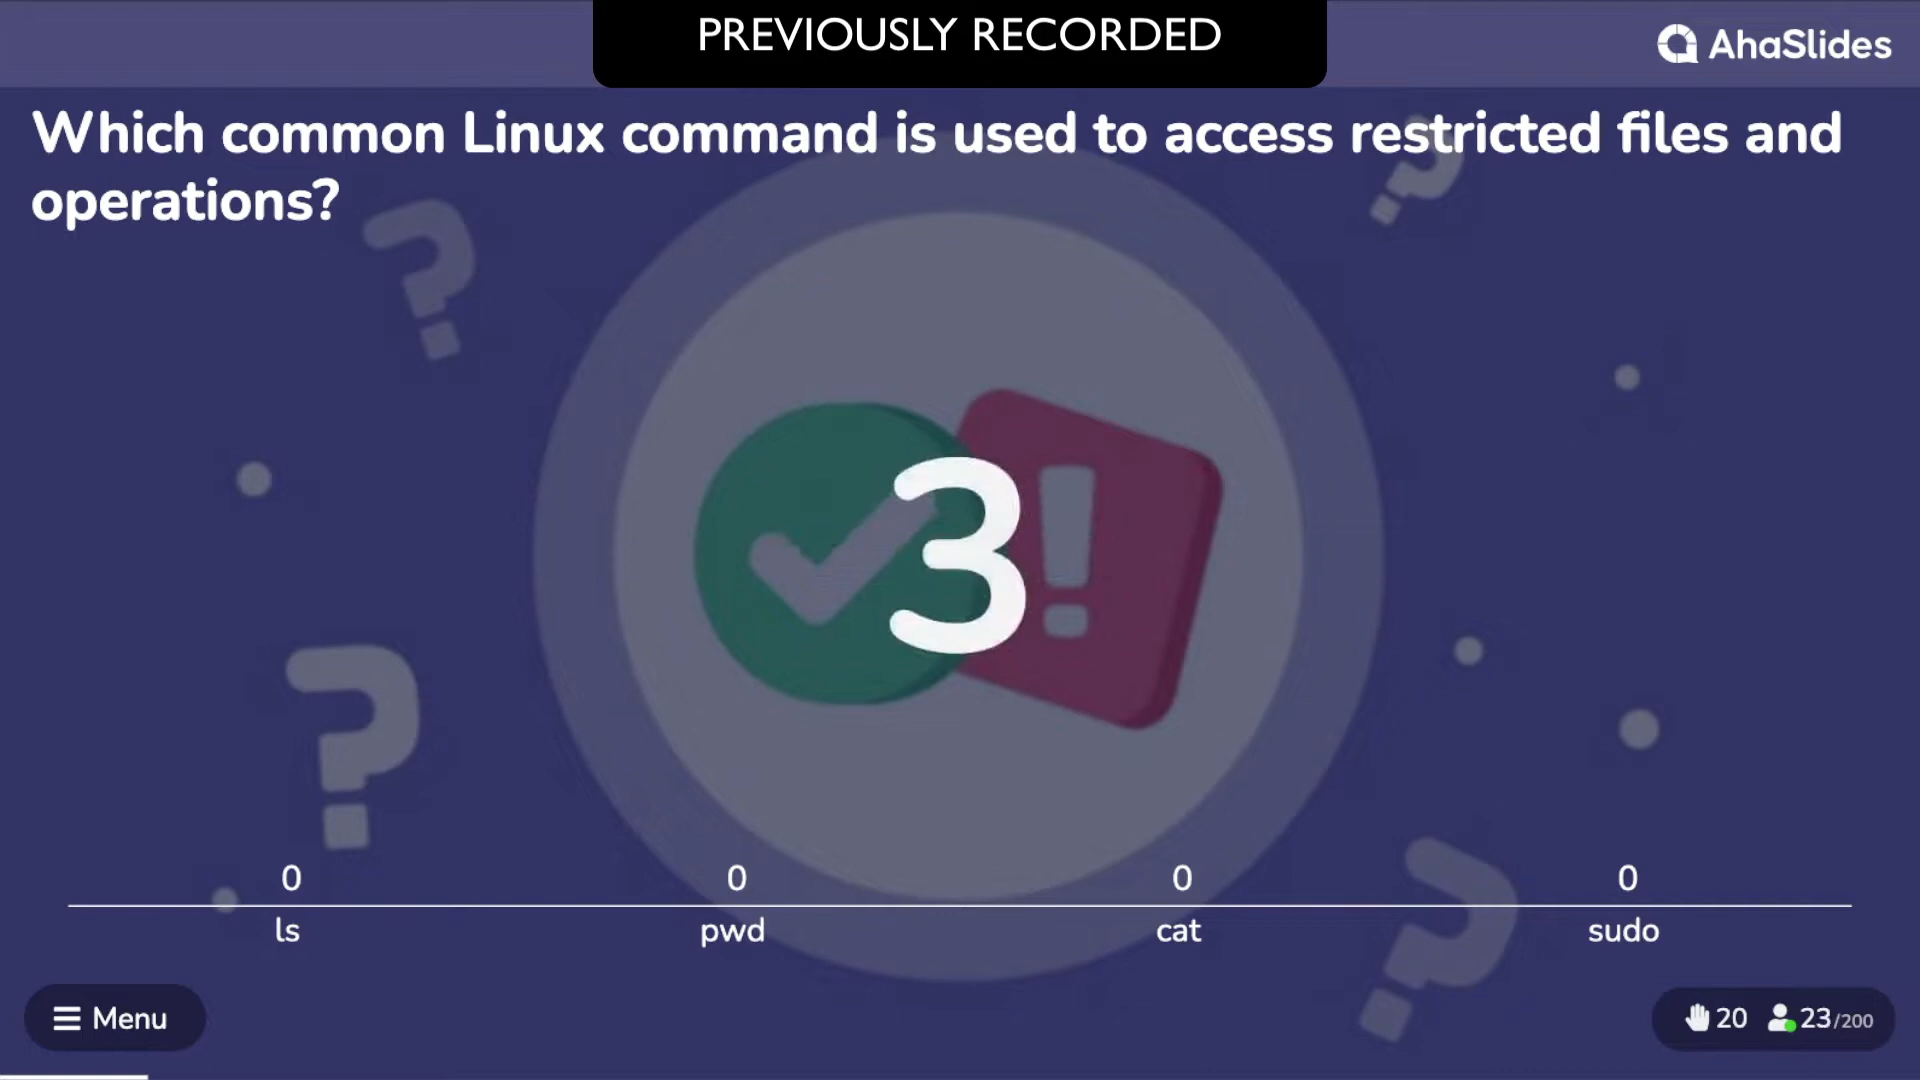 PREVIOUSLY RECORDED
AhaSlides
Which common Linux command is used to access restricted files and
operations?
3
0 0 0 0
ls pwd cat sudo
Menu
20 23/200